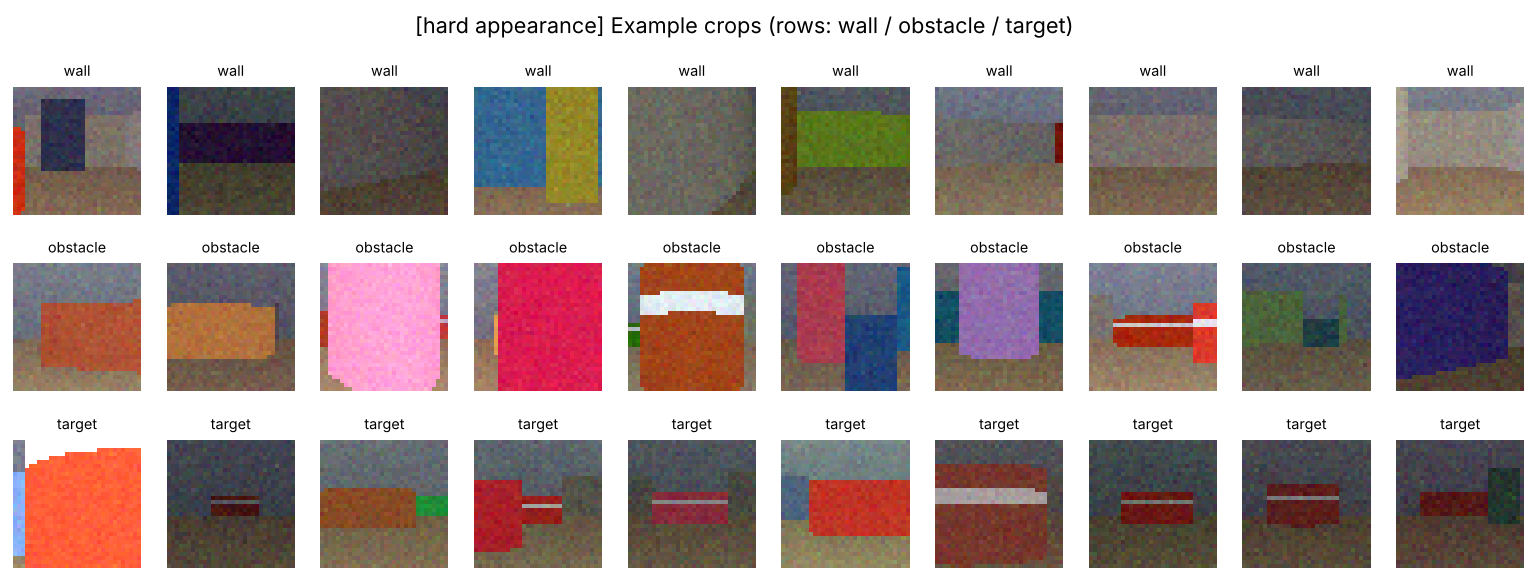 [hard appearance] Example crops (rows: wall / obstacle / target)
wall wall wall wall wall wall wall wall wall wall
obstacle obstacle obstacle obstacle obstacle obstacle obstacle obstacle obstacle obstacle
target target target target target target target target target target